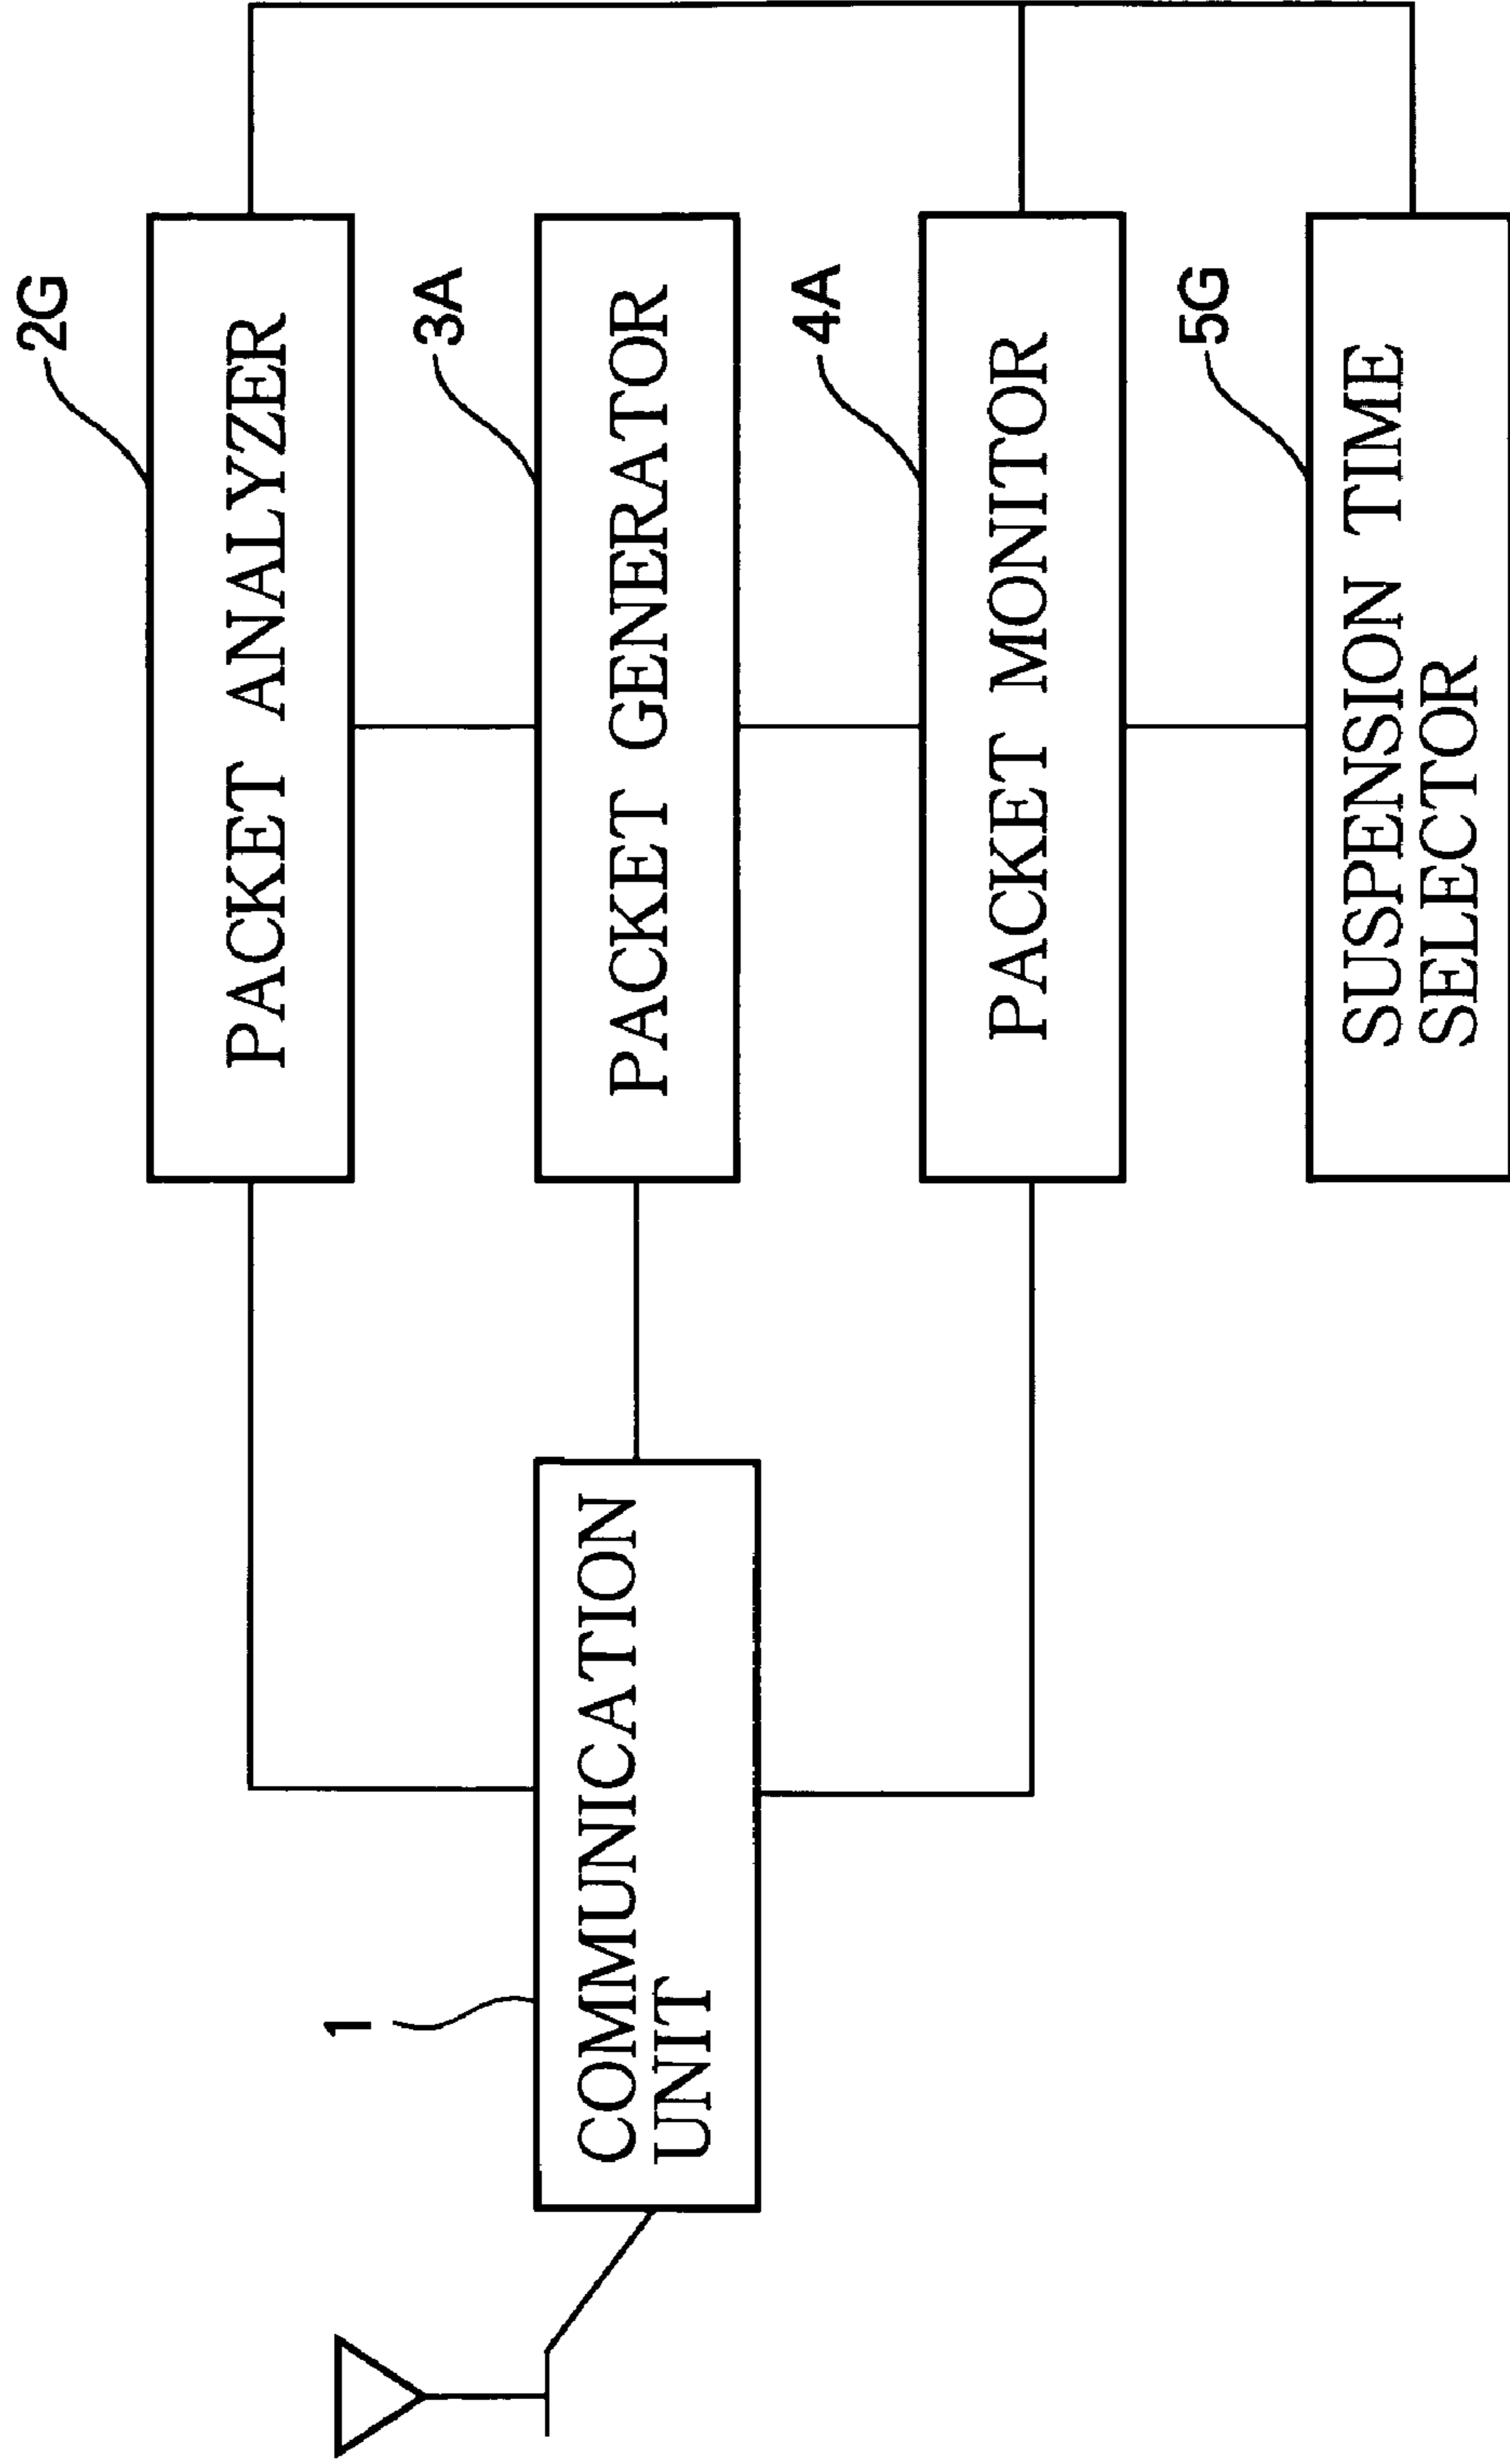 2G
PACKET ANALYZER
3A
PACKET GENERATOR
4A
PACKET MONITOR
5G
SUSPENSION TIME
SELECTOR
1
COMMUNICATION
UNIT